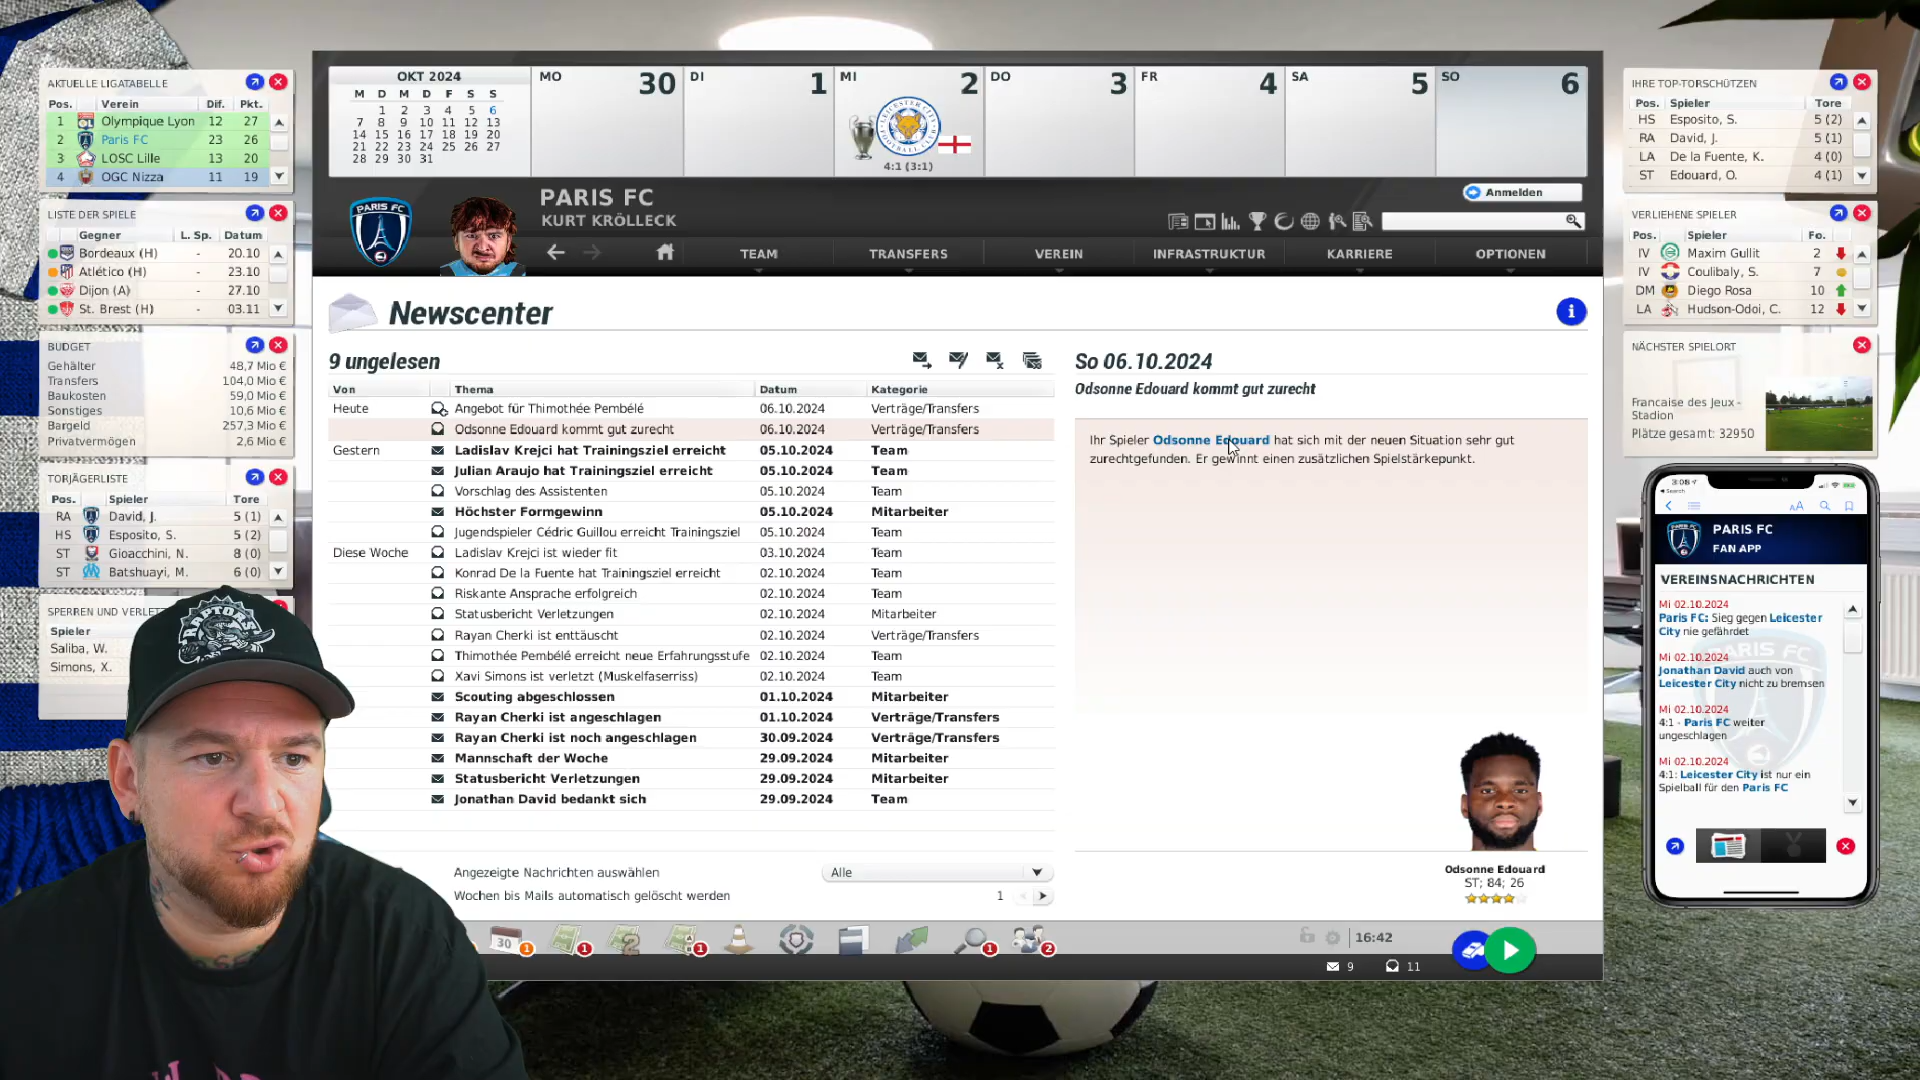 AKTUELLE LIGATABELLE
Pos. Verein Dif. Pkt.
1 Olympique Lyon 12 27
2 Paris FC 23 26
3 LOSC Lille 13 20
4 OGC Nizza 11 19
LISTE DER SPIELE
Gegner L. Sp. Datum
Bordeaux (H) - 20.10
Atlético (H) - 23.10
Dijon (A) - 27.10
St. Brest (H) - 03.11
BUDGET
Gehälter 48,7 Mio €
Transfers 104,0 Mio €
Baukosten 59,0 Mio €
Sonstiges 10,6 Mio €
Bargeld 257,3 Mio €
Privatvermögen 2,6 Mio €
TORJÄGERLISTE
Pos. Spieler Tore
RA David, J. 5 (1)
HS Esposito, S. 5 (2)
ST Gioacchini, N. 8 (0)
ST Batshuayi, M. 6 (0)
SPERREN UND VERLET
Spieler
Saliba, W.
Simons, X.
RAPTORS
OKT 2024
M D M D F S S
1 2 3 4 5 6
7 8 9 10 11 12 13
14 15 16 17 18 19 20
21 22 23 24 25 26 27
28 29 30 31
MO 30 DI 1 MI 2 DO 3 FR 4 SA 5 SO 6
4:1 (3:1)
PARIS FC
PARIS FC
KURT KRÖLLECK
Anmelden
TEAM TRANSFERS VEREIN INFRASTRUKTUR KARRIERE OPTIONEN
Newscenter
9 ungelesen
Von Thema Datum Kategorie
Heute Angebot für Thimothée Pembélé 06.10.2024 Verträge/Transfers
Odsonne Edouard kommt gut zurecht 06.10.2024 Verträge/Transfers
Gestern Ladislav Krejci hat Trainingsziel erreicht 05.10.2024 Team
Julian Araujo hat Trainingsziel erreicht 05.10.2024 Team
Vorschlag des Assistenten 05.10.2024 Team
Höchster Formgewinn 05.10.2024 Mitarbeiter
Jugendspieler Cédric Guillou erreicht Trainingsziel 05.10.2024 Team
Diese Woche Ladislav Krejci ist wieder fit 03.10.2024 Team
Konrad De la Fuente hat Trainingsziel erreicht 02.10.2024 Team
Riskante Ansprache erfolgreich 02.10.2024 Team
Statusbericht Verletzungen 02.10.2024 Mitarbeiter
Rayan Cherki ist enttäuscht 02.10.2024 Verträge/Transfers
Thimothée Pembélé erreicht neue Erfahrungsstufe 02.10.2024 Team
Xavi Simons ist verletzt (Muskelfaserriss) 02.10.2024 Team
Scouting abgeschlossen 01.10.2024 Mitarbeiter
Rayan Cherki ist angeschlagen 01.10.2024 Verträge/Transfers
Rayan Cherki ist noch angeschlagen 30.09.2024 Verträge/Transfers
Mannschaft der Woche 29.09.2024 Mitarbeiter
Statusbericht Verletzungen 29.09.2024 Mitarbeiter
Jonathan David bedankt sich 29.09.2024 Team
Angezeigte Nachrichten auswählen Alle
Wochen bis Mails automatisch gelöscht werden 1
So 06.10.2024
Odsonne Edouard kommt gut zurecht
Ihr Spieler Odsonne Edouard hat sich mit der neuen Situation sehr gut
zurechtgefunden. Er gewinnt einen zusätzlichen Spielstärkepunkt.
Odsonne Edouard
ST; 84; 26
30 1 1 2 1 1 2
16:42
9 11
IHRE TOP-TORSCHÜTZEN
Pos. Spieler Tore
HS Esposito, S. 5 (2)
RA David, J. 5 (1)
LA De la Fuente, K. 4 (0)
ST Edouard, O. 4 (1)
VERLIEHENE SPIELER
Pos. Spieler Fo.
IV Maxim Gullit 2
IV Coulibaly, S. 7
DM Diego Rosa 10
LA Hudson-Odoi, C. 12
NÄCHSTER SPIELORT
Francaise des Jeux -
Stadion
Plätze gesamt: 32950
3:08
Search
AA
PARIS FC
FAN APP
VEREINSNACHRICHTEN
Mi 02.10.2024
Paris FC: Sieg gegen Leicester
City nie gefährdet
Mi 02.10.2024
Jonathan David auch von
Leicester City nicht zu bremsen
Mi 02.10.2024
4:1 - Paris FC weiter
ungeschlagen
Mi 02.10.2024
4:1: Leicester City ist nur ein
Spielball für den Paris FC